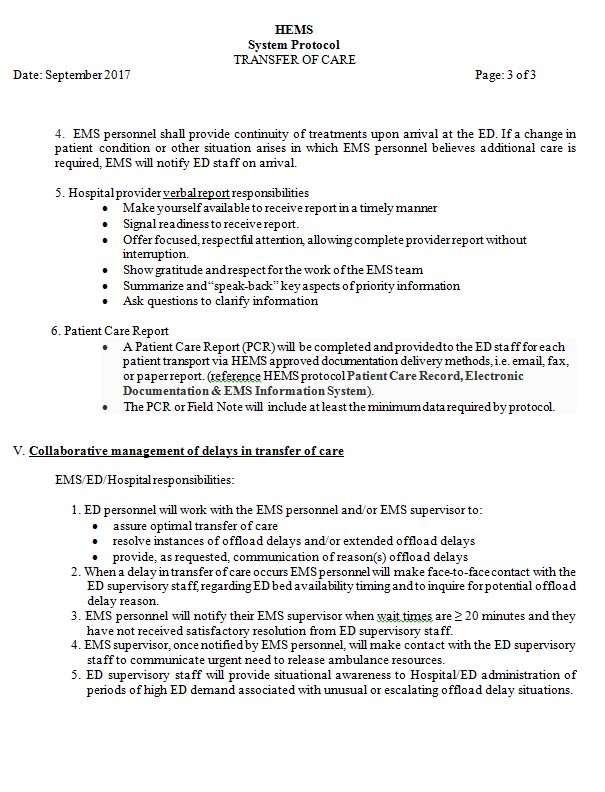 HEMS
System Protocol
TRANSFER OF CARE
Date: September 2017 Page: 3 of 3
4. EMS personnel shall provide continuity of treatments upon arrival at the ED. If a change in
patient condition or other situation arises in which EMS personnel believes additional care is
required, EMS will notify ED staff on arrival.
5. Hospital provider verbal report responsibilities
• Make yourself available to receive report in a timely manner
• Signal readiness to receive report.
• Offer focused, respectful attention, allowing complete provider report without
interruption.
• Show gratitude and respect for the work of the EMS team
• Summarize and “speak-back” key aspects of priority information
• Ask questions to clarify information
6. Patient Care Report
• A Patient Care Report (PCR) will be completed and provided to the ED staff for each
patient transport via HEMS approved documentation delivery methods, i.e. email, fax,
or paper report. (reference HEMS protocol Patient Care Record, Electronic
Documentation & EMS Information System).
• The PCR or Field Note will include at least the minimum data required by protocol.
V. Collaborative management of delays in transfer of care
EMS/ED/Hospital responsibilities:
1. ED personnel will work with the EMS personnel and/or EMS supervisor to:
• assure optimal transfer of care
• resolve instances of offload delays and/or extended offload delays
• provide, as requested, communication of reason(s) offload delays
2. When a delay in transfer of care occurs EMS personnel will make face-to-face contact with the
ED supervisory staff, regarding ED bed availability timing and to inquire for potential offload
delay reason.
3. EMS personnel will notify their EMS supervisor when wait times are ≥ 20 minutes and they
have not received satisfactory resolution from ED supervisory staff.
4. EMS supervisor, once notified by EMS personnel, will make contact with the ED supervisory
staff to communicate urgent need to release ambulance resources.
5. ED supervisory staff will provide situational awareness to Hospital/ED administration of
periods of high ED demand associated with unusual or escalating offload delay situations.